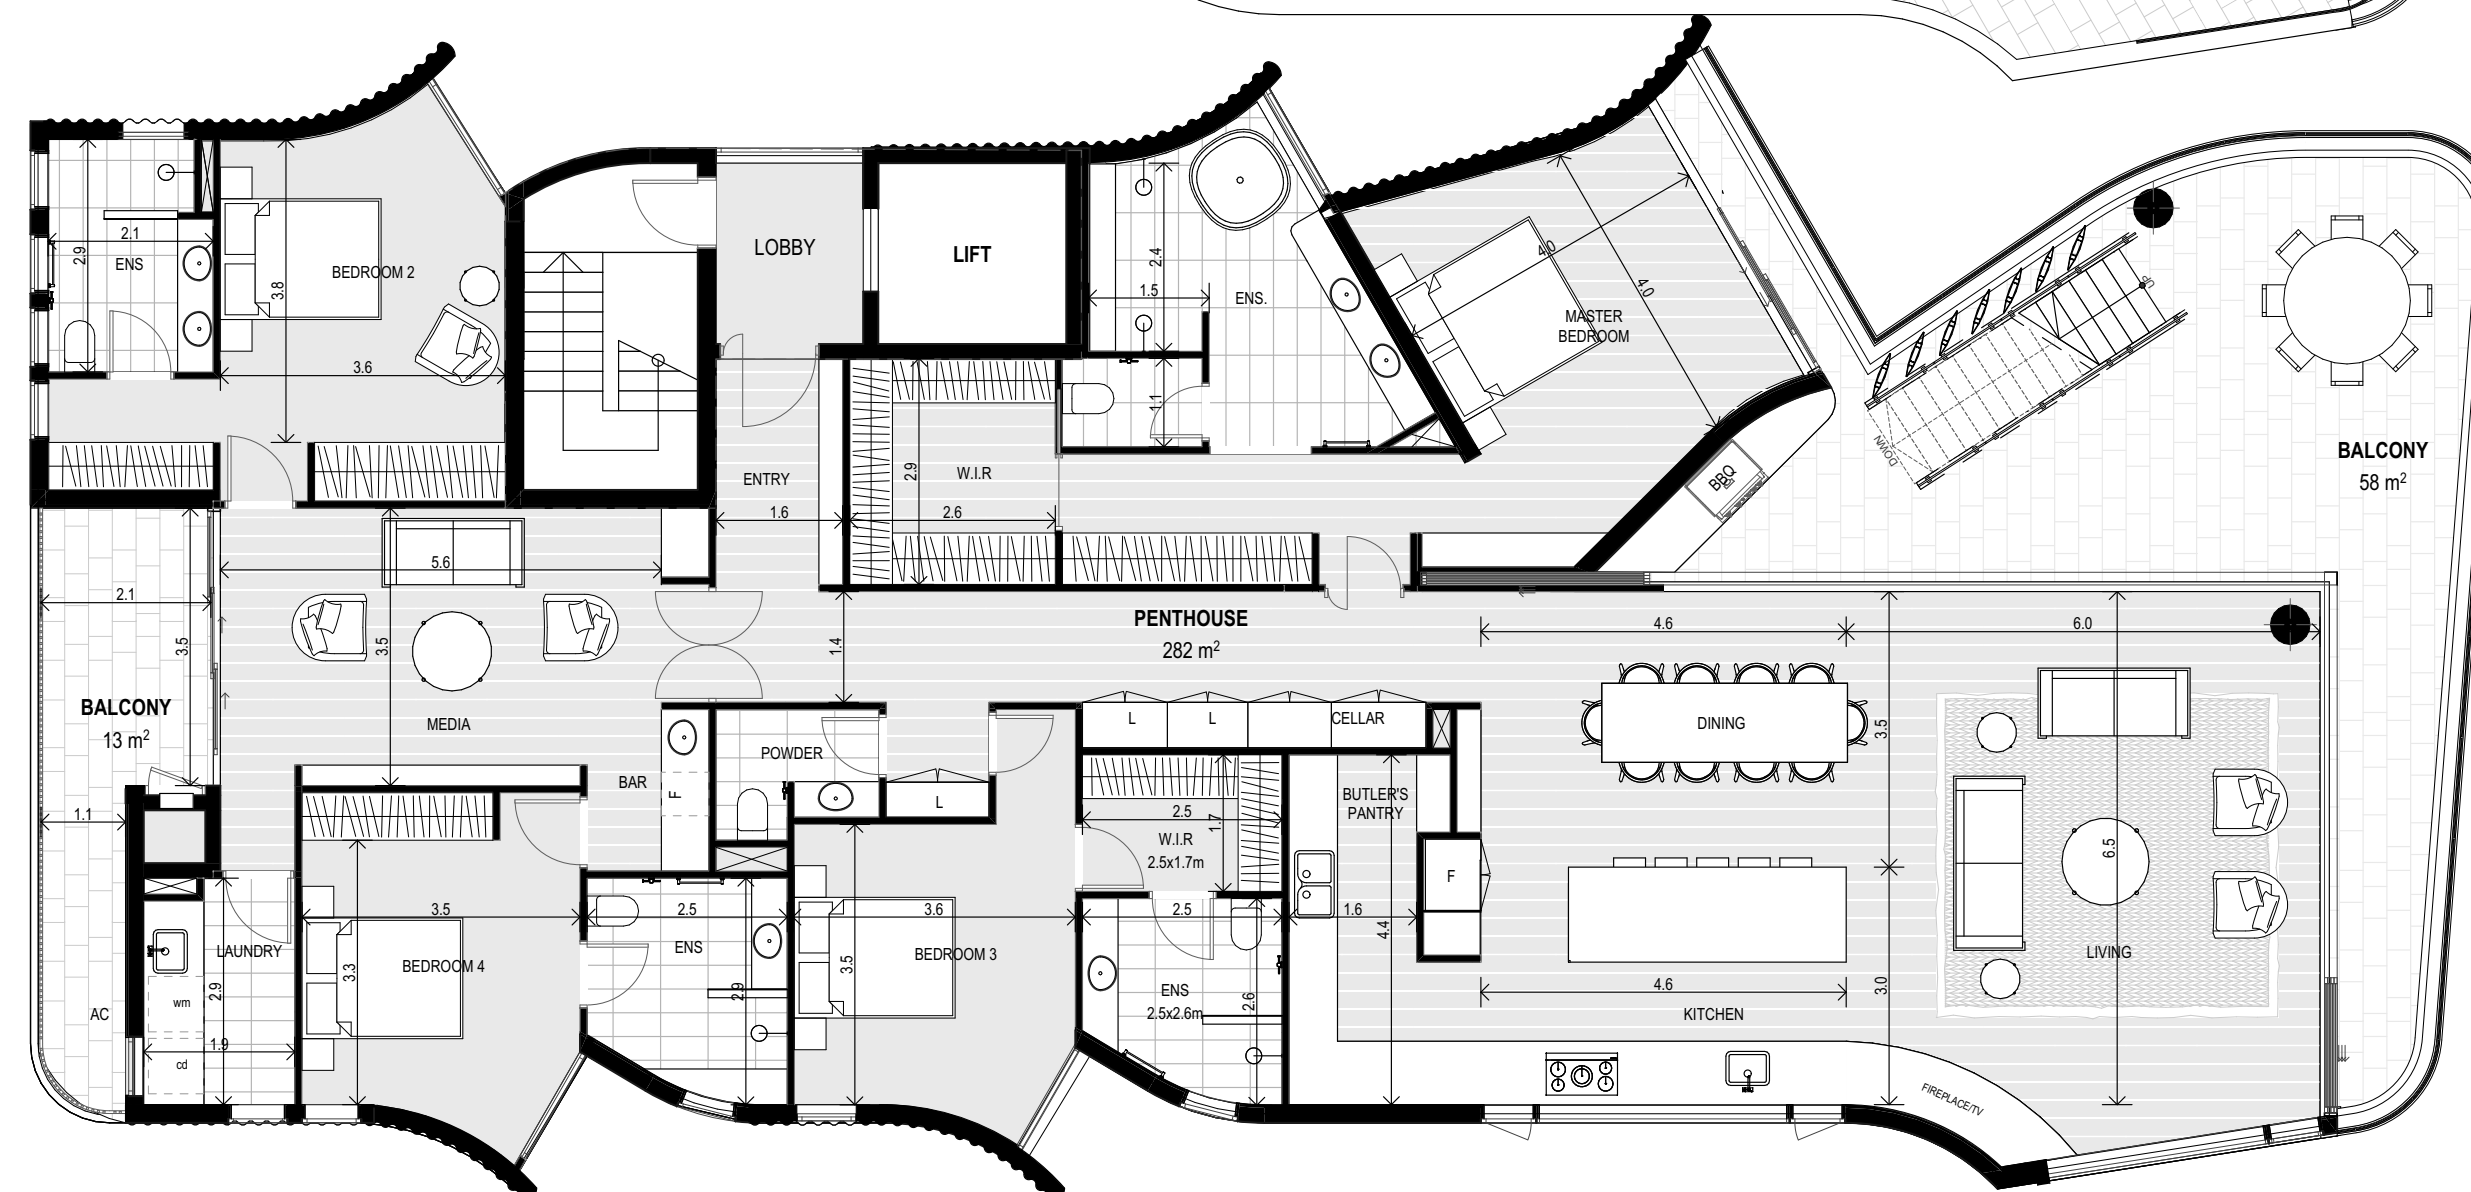 2.1
2.9
ENS
BEDROOM 2
3.8
3.6
LOBBY
LIFT
2.4
1.5
ENS.
1.1
4.0
4.0
MASTER
BEDROOM
UP
DOWN
BBQ
BALCONY
58 m²
ENTRY
1.6
2.9
W.I.R
2.6
5.6
2.1
3.5
3.5
BALCONY
13 m²
MEDIA
1.4
PENTHOUSE
282 m²
4.6
6.0
L
L
CELLAR
DINING
3.5
POWDER
BAR
F
L
1.1
BUTLER'S
PANTRY
2.5
1.7
W.I.R
2.5x1.7m
F
6.5
3.5
3.3
BEDROOM 4
2.5
ENS
2.9
3.6
3.5
BEDROOM 3
2.5
2.6
ENS
2.5x2.6m
1.6
4.4
LIVING
LAUNDRY
2.9
wm
1.9
cd
AC
4.6
3.0
KITCHEN
FIREPLACE/TV